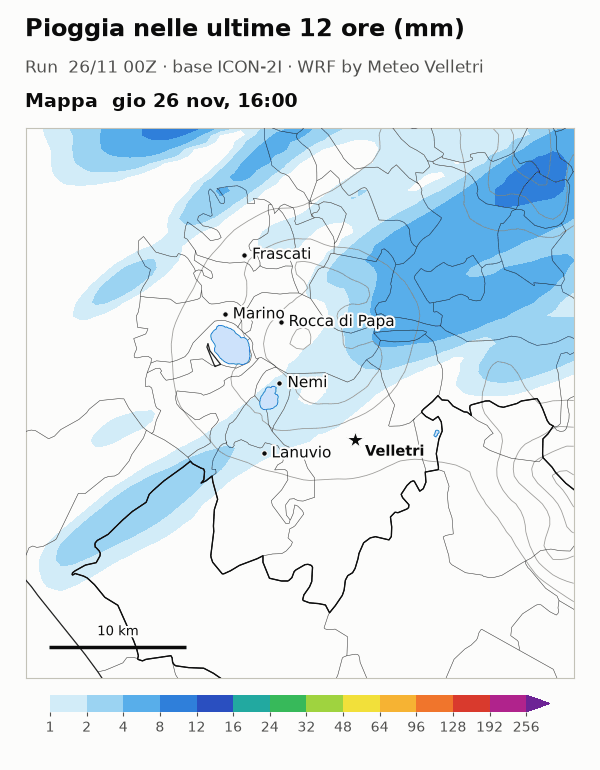 Pioggia nelle ultime 12 ore (mm)
Run  26/11 00Z · base ICON-2I · WRF by Meteo Velletri
Mappa  gio 26 nov, 16:00
Frascati
Marino
Rocca di Papa
Nemi
Velletri
Lanuvio
10 km
1 2 4 8 12 16 24 32 48 64 96 128 192 256